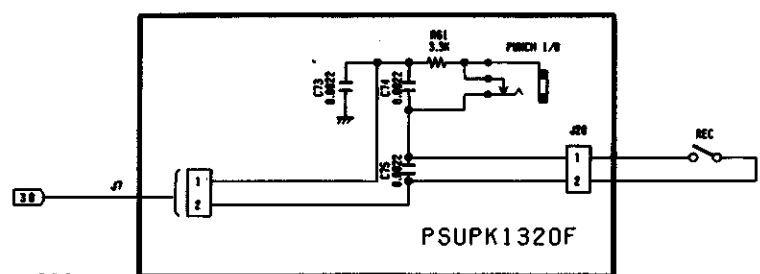 R61
3.3K
PUNCH I/O
C73
0.0022
C74
0.0022
J20
REC
1
2
C75
0.0022
J7
1
2
30
PSUPK1320F